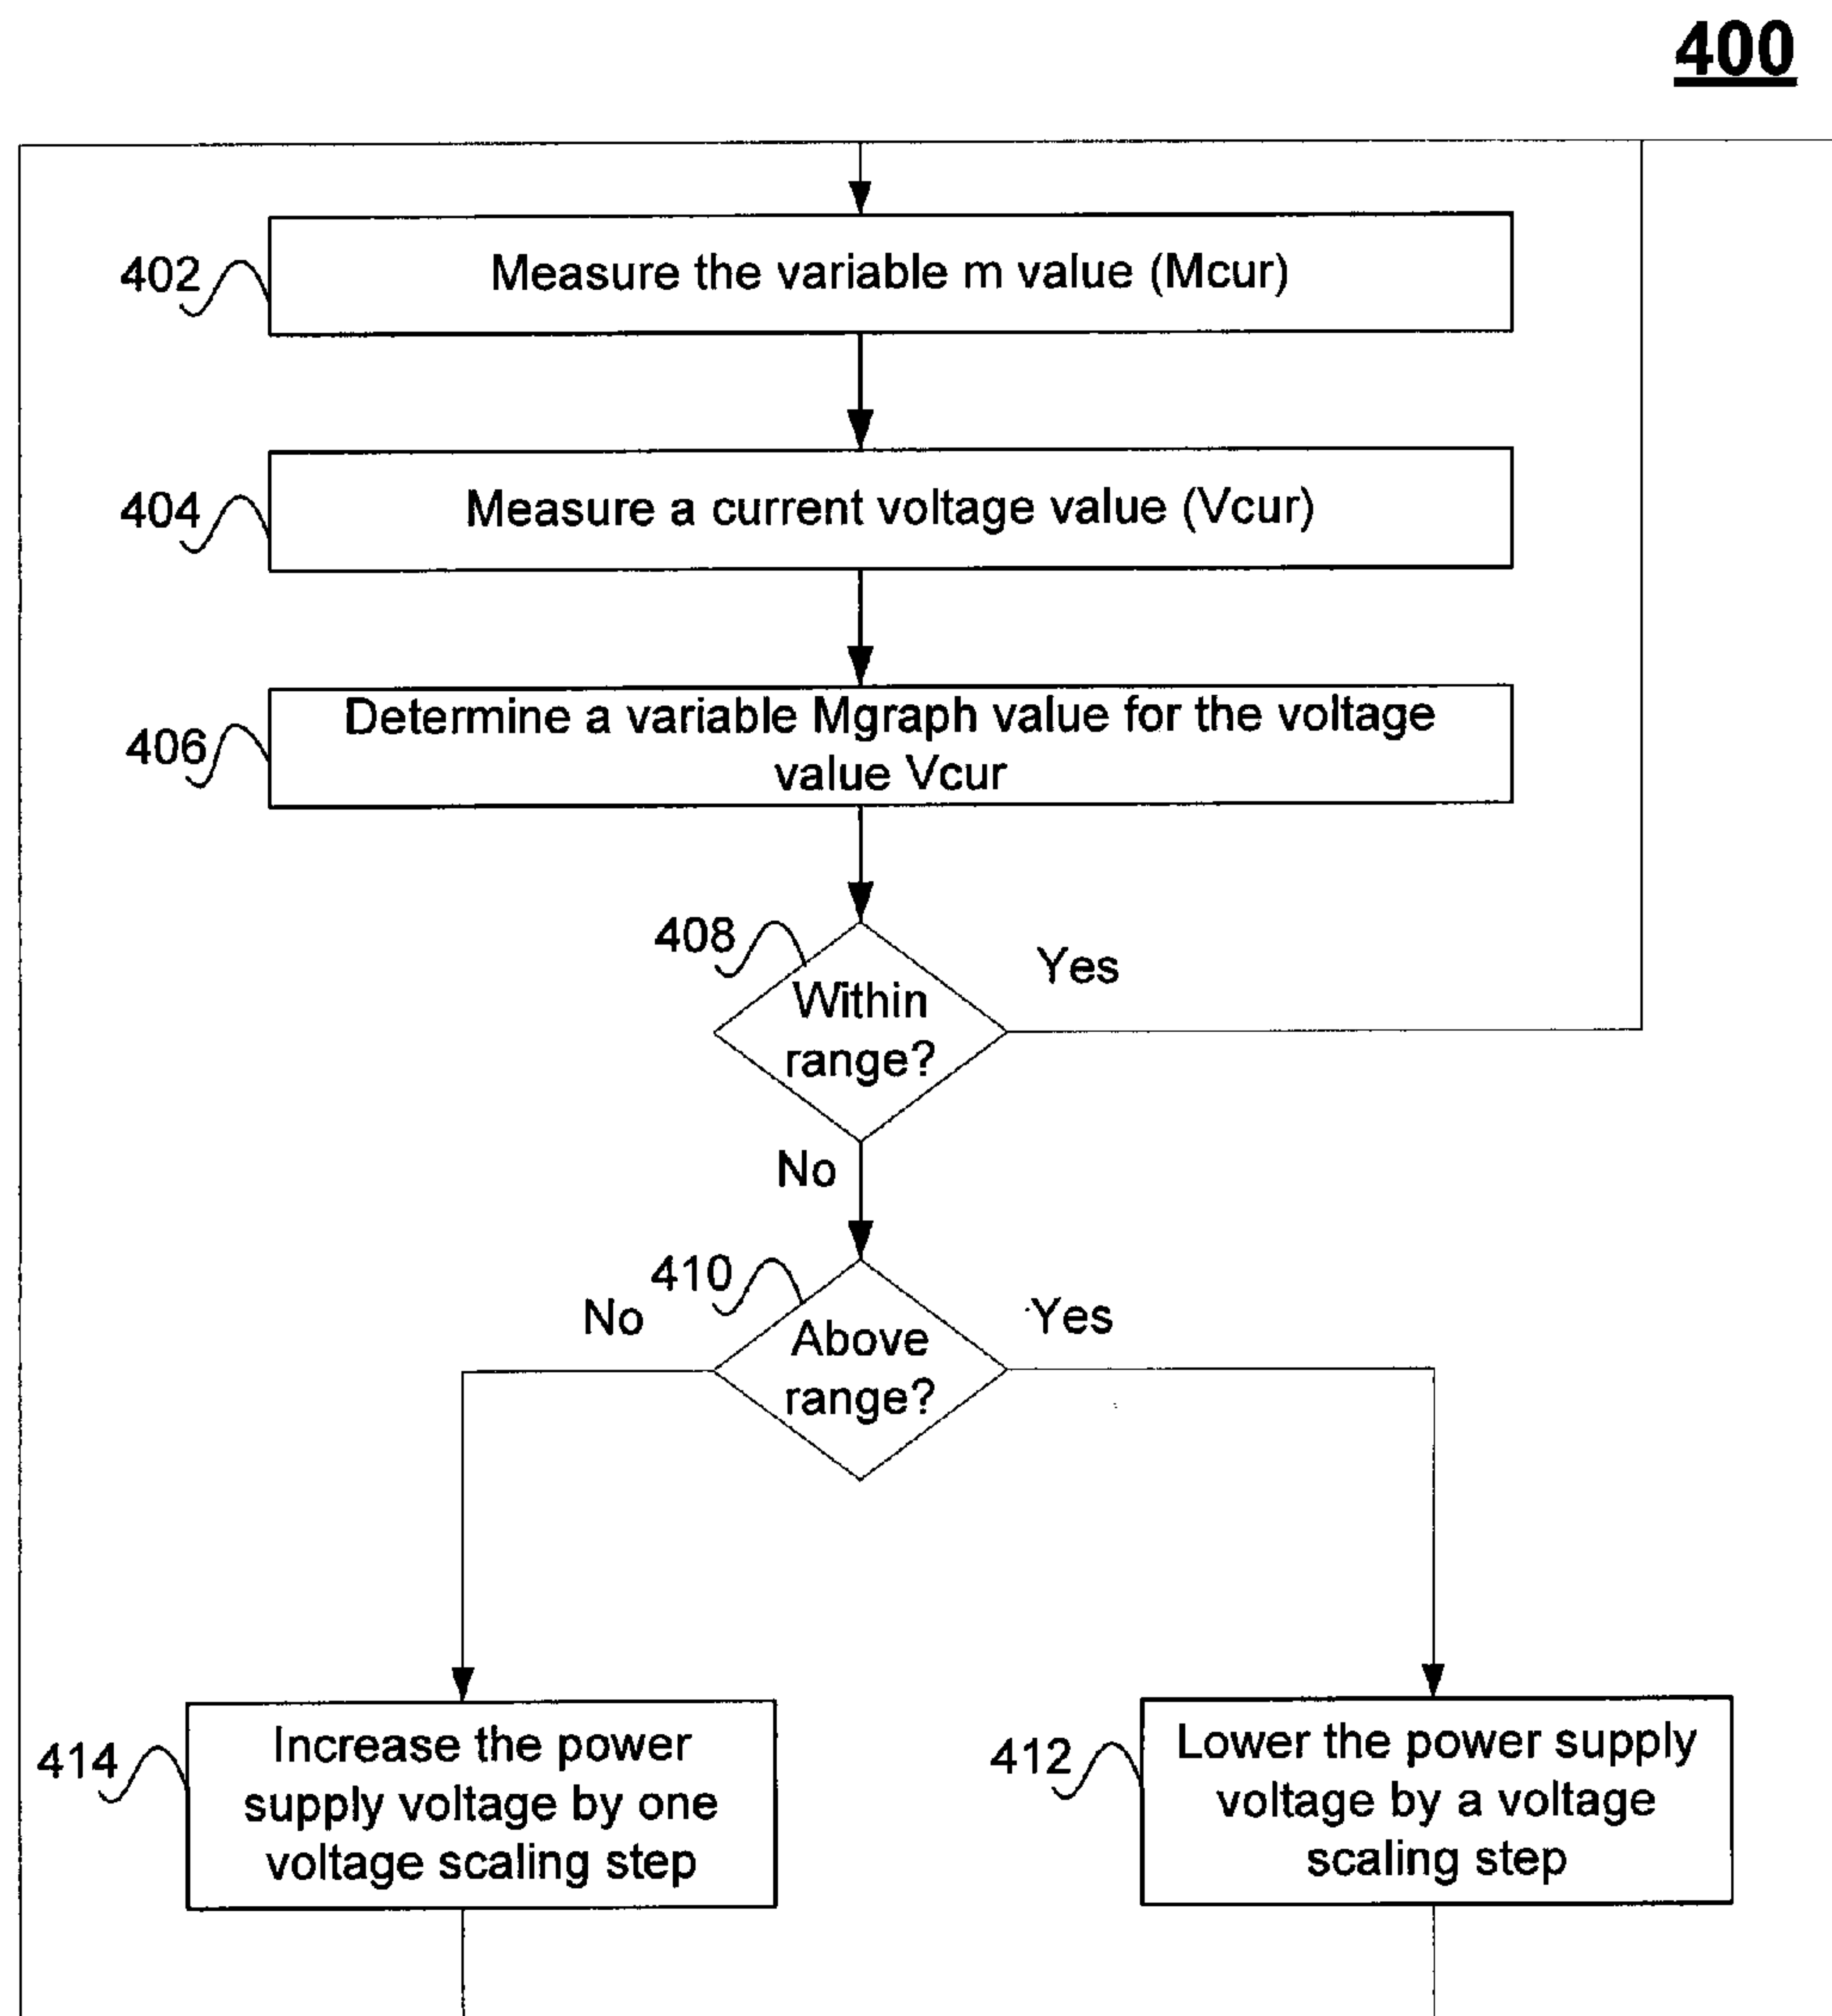 400
402
Measure the variable m value (Mcur)
404
Measure a current voltage value (Vcur)
406
Determine a variable Mgraph value for the voltage
value Vcur
408
Within
range?
Yes
No
410
Above
range?
No
Yes
414
Increase the power
supply voltage by one
voltage scaling step
412
Lower the power supply
voltage by a voltage
scaling step